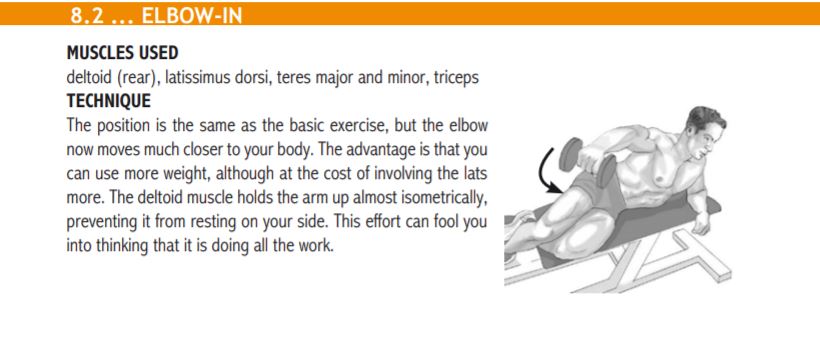 8.2 ... ELBOW-IN
MUSCLES USED
deltoid (rear), latissimus dorsi, teres major and minor, triceps
TECHNIQUE
The position is the same as the basic exercise, but the elbow
now moves much closer to your body. The advantage is that you
can use more weight, although at the cost of involving the lats
more. The deltoid muscle holds the arm up almost isometrically,
preventing it from resting on your side. This effort can fool you
into thinking that it is doing all the work.